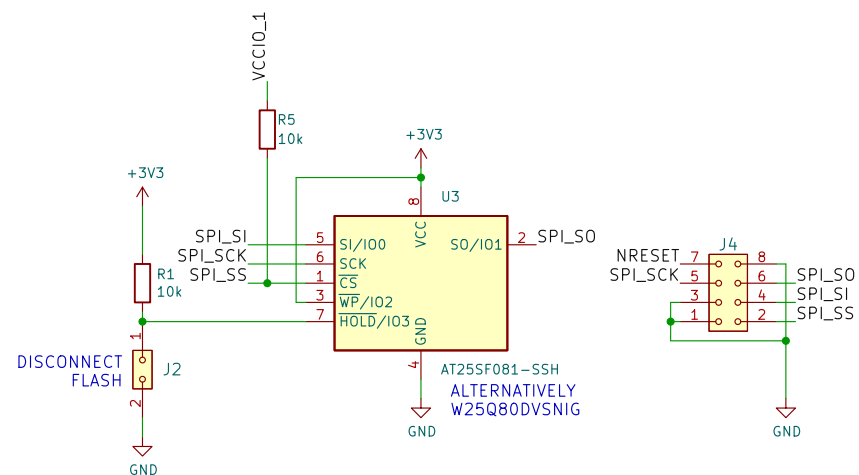 VCCIO_1
R5
10k
+3V3
+3V3
U3
8
VCC
SPI_SI
5
SI/IO0
SO/IO1
2
SPI_SO
SPI_SCK
6
SCK
SPI_SS
1
CS
3
WP/IO2
7
HOLD/IO3
GND
4
R1
10k
1
DISCONNECT
FLASH
J2
2
GND
AT25SF081-SSH
ALTERNATIVELY
W25Q80DVSNIG
GND
J4
NRESET
7
8
SPI_SCK
5
6
SPI_SO
3
4
SPI_SI
1
2
SPI_SS
GND